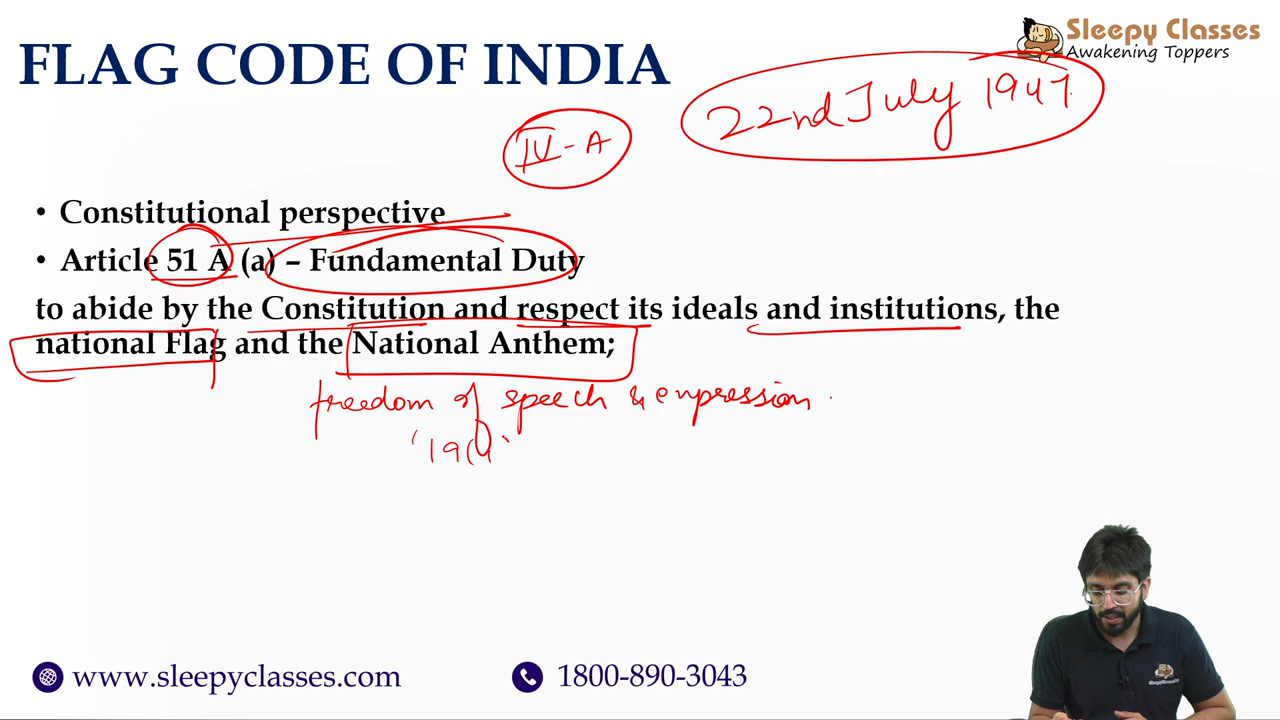 Sleepy Classes
Awakening Toppers
FLAG CODE OF INDIA
22nd July 1947
IV-A
• Constitutional perspective
• Article 51 A (a) – Fundamental Duty
to abide by the Constitution and respect its ideals and institutions, the
national Flag and the National Anthem;
freedom of speech & expression
www.sleepyclasses.com
1800-890-3043